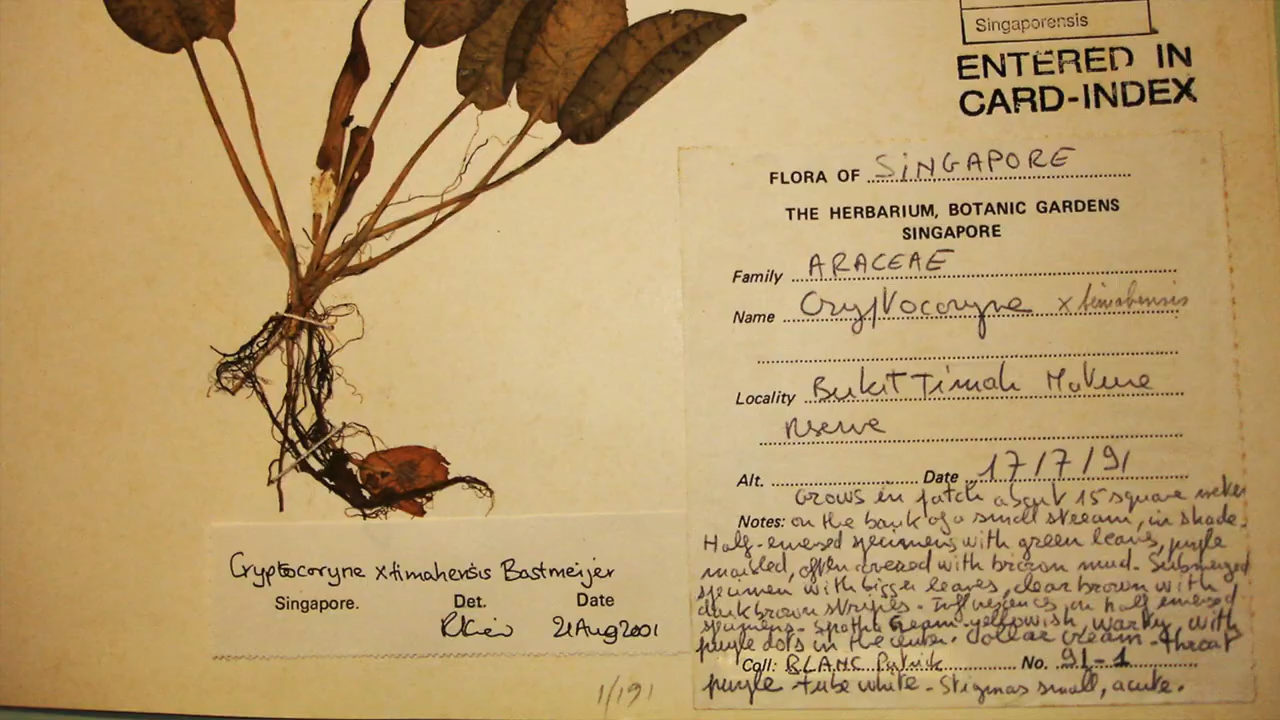 Singaporensis
ENTERED IN
CARD-INDEX
FLORA OF SINGAPORE
THE HERBARIUM, BOTANIC GARDENS
SINGAPORE
Family ARACEAE
Name Cryptocoryne x timahensis
Locality Bukit Timah Nature
Reserve
Alt. Date 17/7/91
Grows in patch about 15 square meter
Notes: on the bank of a small stream, in shade.
Half-emersed specimens with green leaves, purple
marbled, often covered with brown mud. Submerged
specimen with bigger leaves, clear brown with
dark brown stripes - Inflorescences on half emersed
specimens - Spatha cream-yellowish, warty, with
purple dots in the center. Collar cream - throat
Coll: BLANC Patrick No. 91-1
purple - tube white - Stigmas small, acute.
Cryptocoryne xtimahensis Bastmeijer
Singapore. Det. Date
21 Aug 2001
1/191